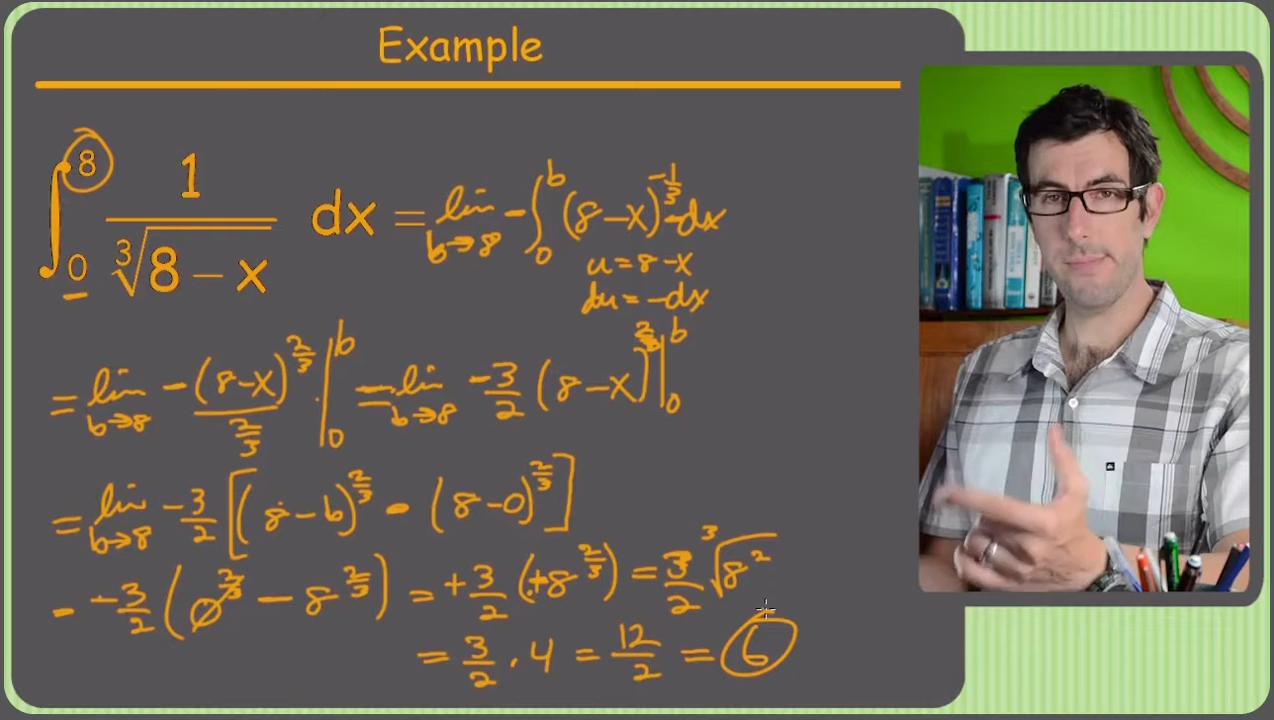 Example
∫₀⁸ 1/∛(8 − x) dx = lim b→8 -∫₀ᵇ (8-x)^(-1/3) -dx
u = 8-x
du = -dx
= lim b→8 -(8-x)^(2/3)/(2/3) |₀ᵇ = lim b→8 -3/2 (8-x)^(2/3) |₀ᵇ
= lim b→8 -3/2 [(8-b)^(2/3) - (8-0)^(2/3)]
= -3/2 (0^(2/3) - 8^(2/3)) = +3/2 (+8^(2/3)) = 3/2 ∛8²
= 3/2 · 4 = 12/2 = 6